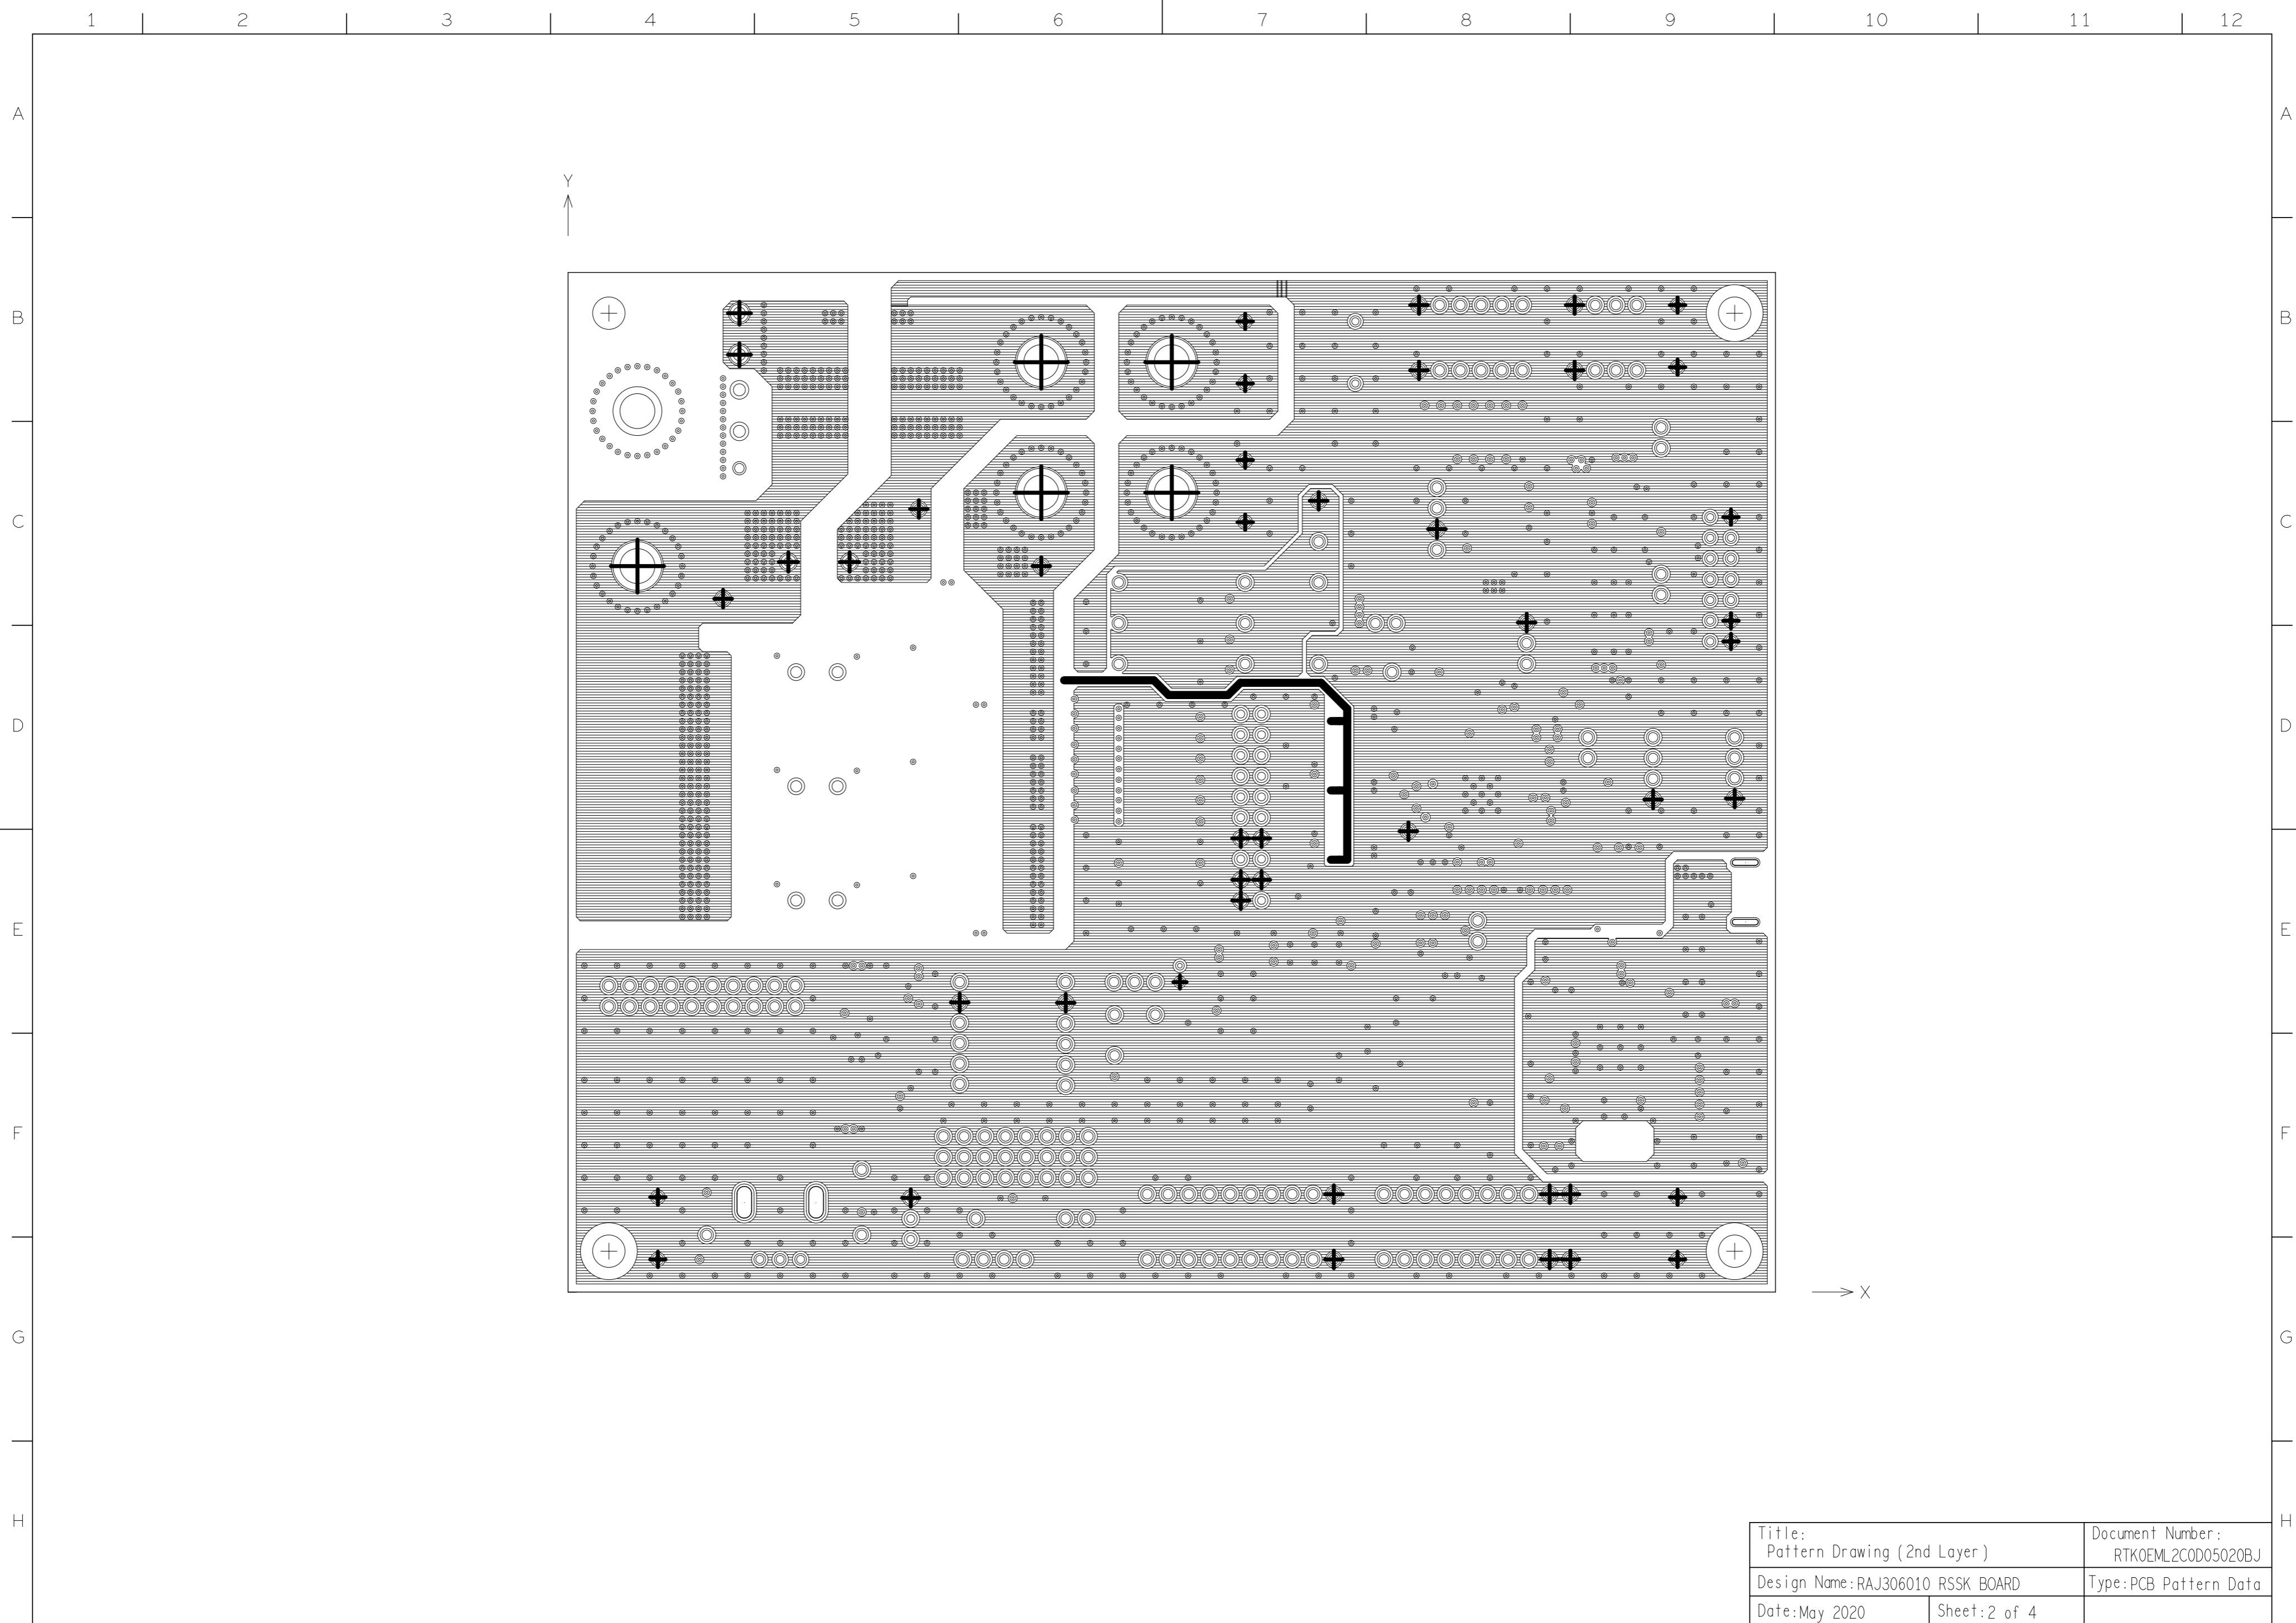 1 2 3 4 5 6 7 8 9 10 11 12
A A
Y
B B
C C
D D
E E
F F
X
G G
H H
Title:
Pattern Drawing (2nd Layer)
Document Number:
RTK0EML2C0D05020BJ
Design Name: RAJ306010 RSSK BOARD
Type: PCB Pattern Data
Date: May 2020
Sheet: 2 of 4